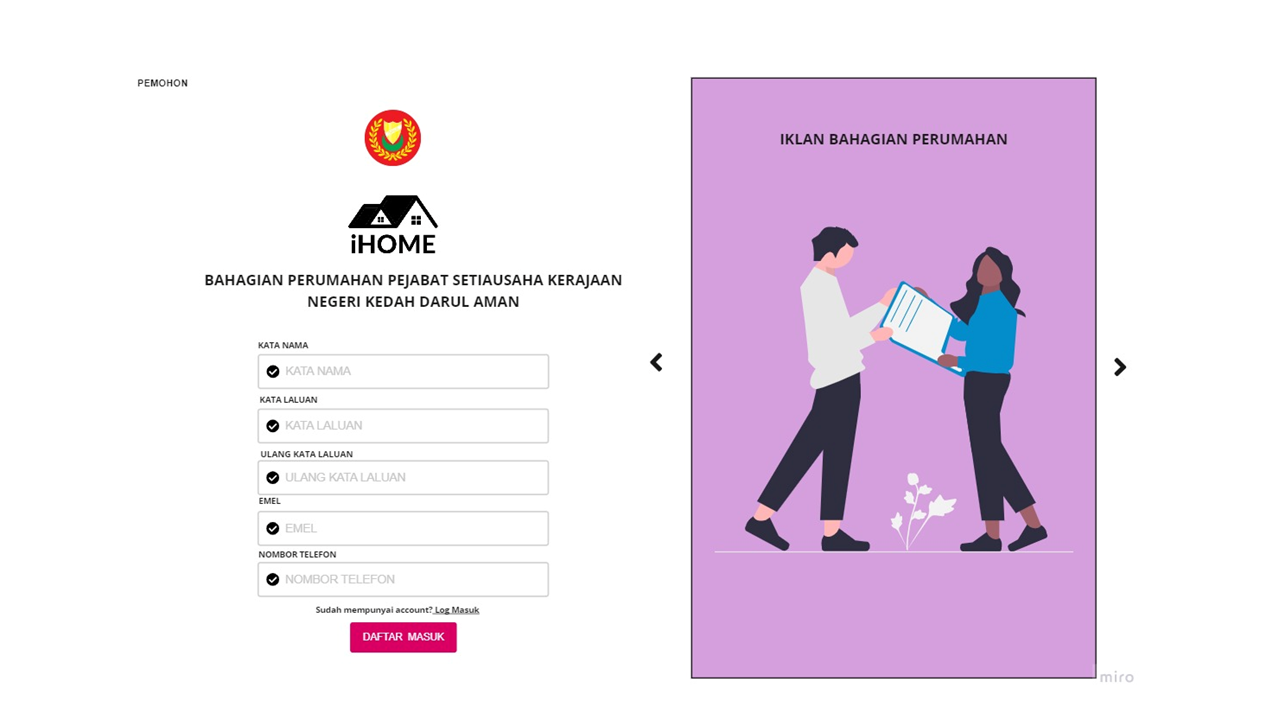 PEMOHON
iHOME
BAHAGIAN PERUMAHAN PEJABAT SETIAUSAHA KERAJAAN
NEGERI KEDAH DARUL AMAN
KATA NAMA
KATA NAMA
KATA LALUAN
KATA LALUAN
ULANG KATA LALUAN
ULANG KATA LALUAN
EMEL
EMEL
NOMBOR TELEFON
NOMBOR TELEFON
Sudah mempunyai account? Log Masuk
DAFTAR MASUK
IKLAN BAHAGIAN PERUMAHAN
miro